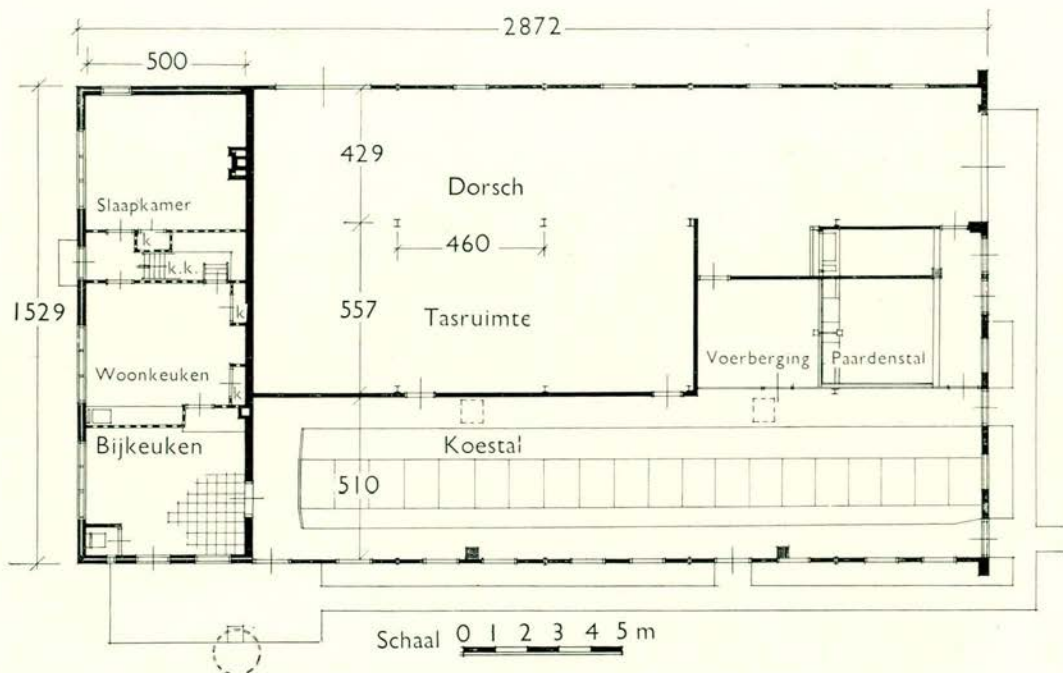 2872
500
429
Dorsch
Slaapkamer
k
460
k.k.
1529
557
Tasruimte
k
Voerberging
Paardenstal
Woonkeuken
k
Bijkeuken
Koestal
510
Schaal 0 1 2 3 4 5 m